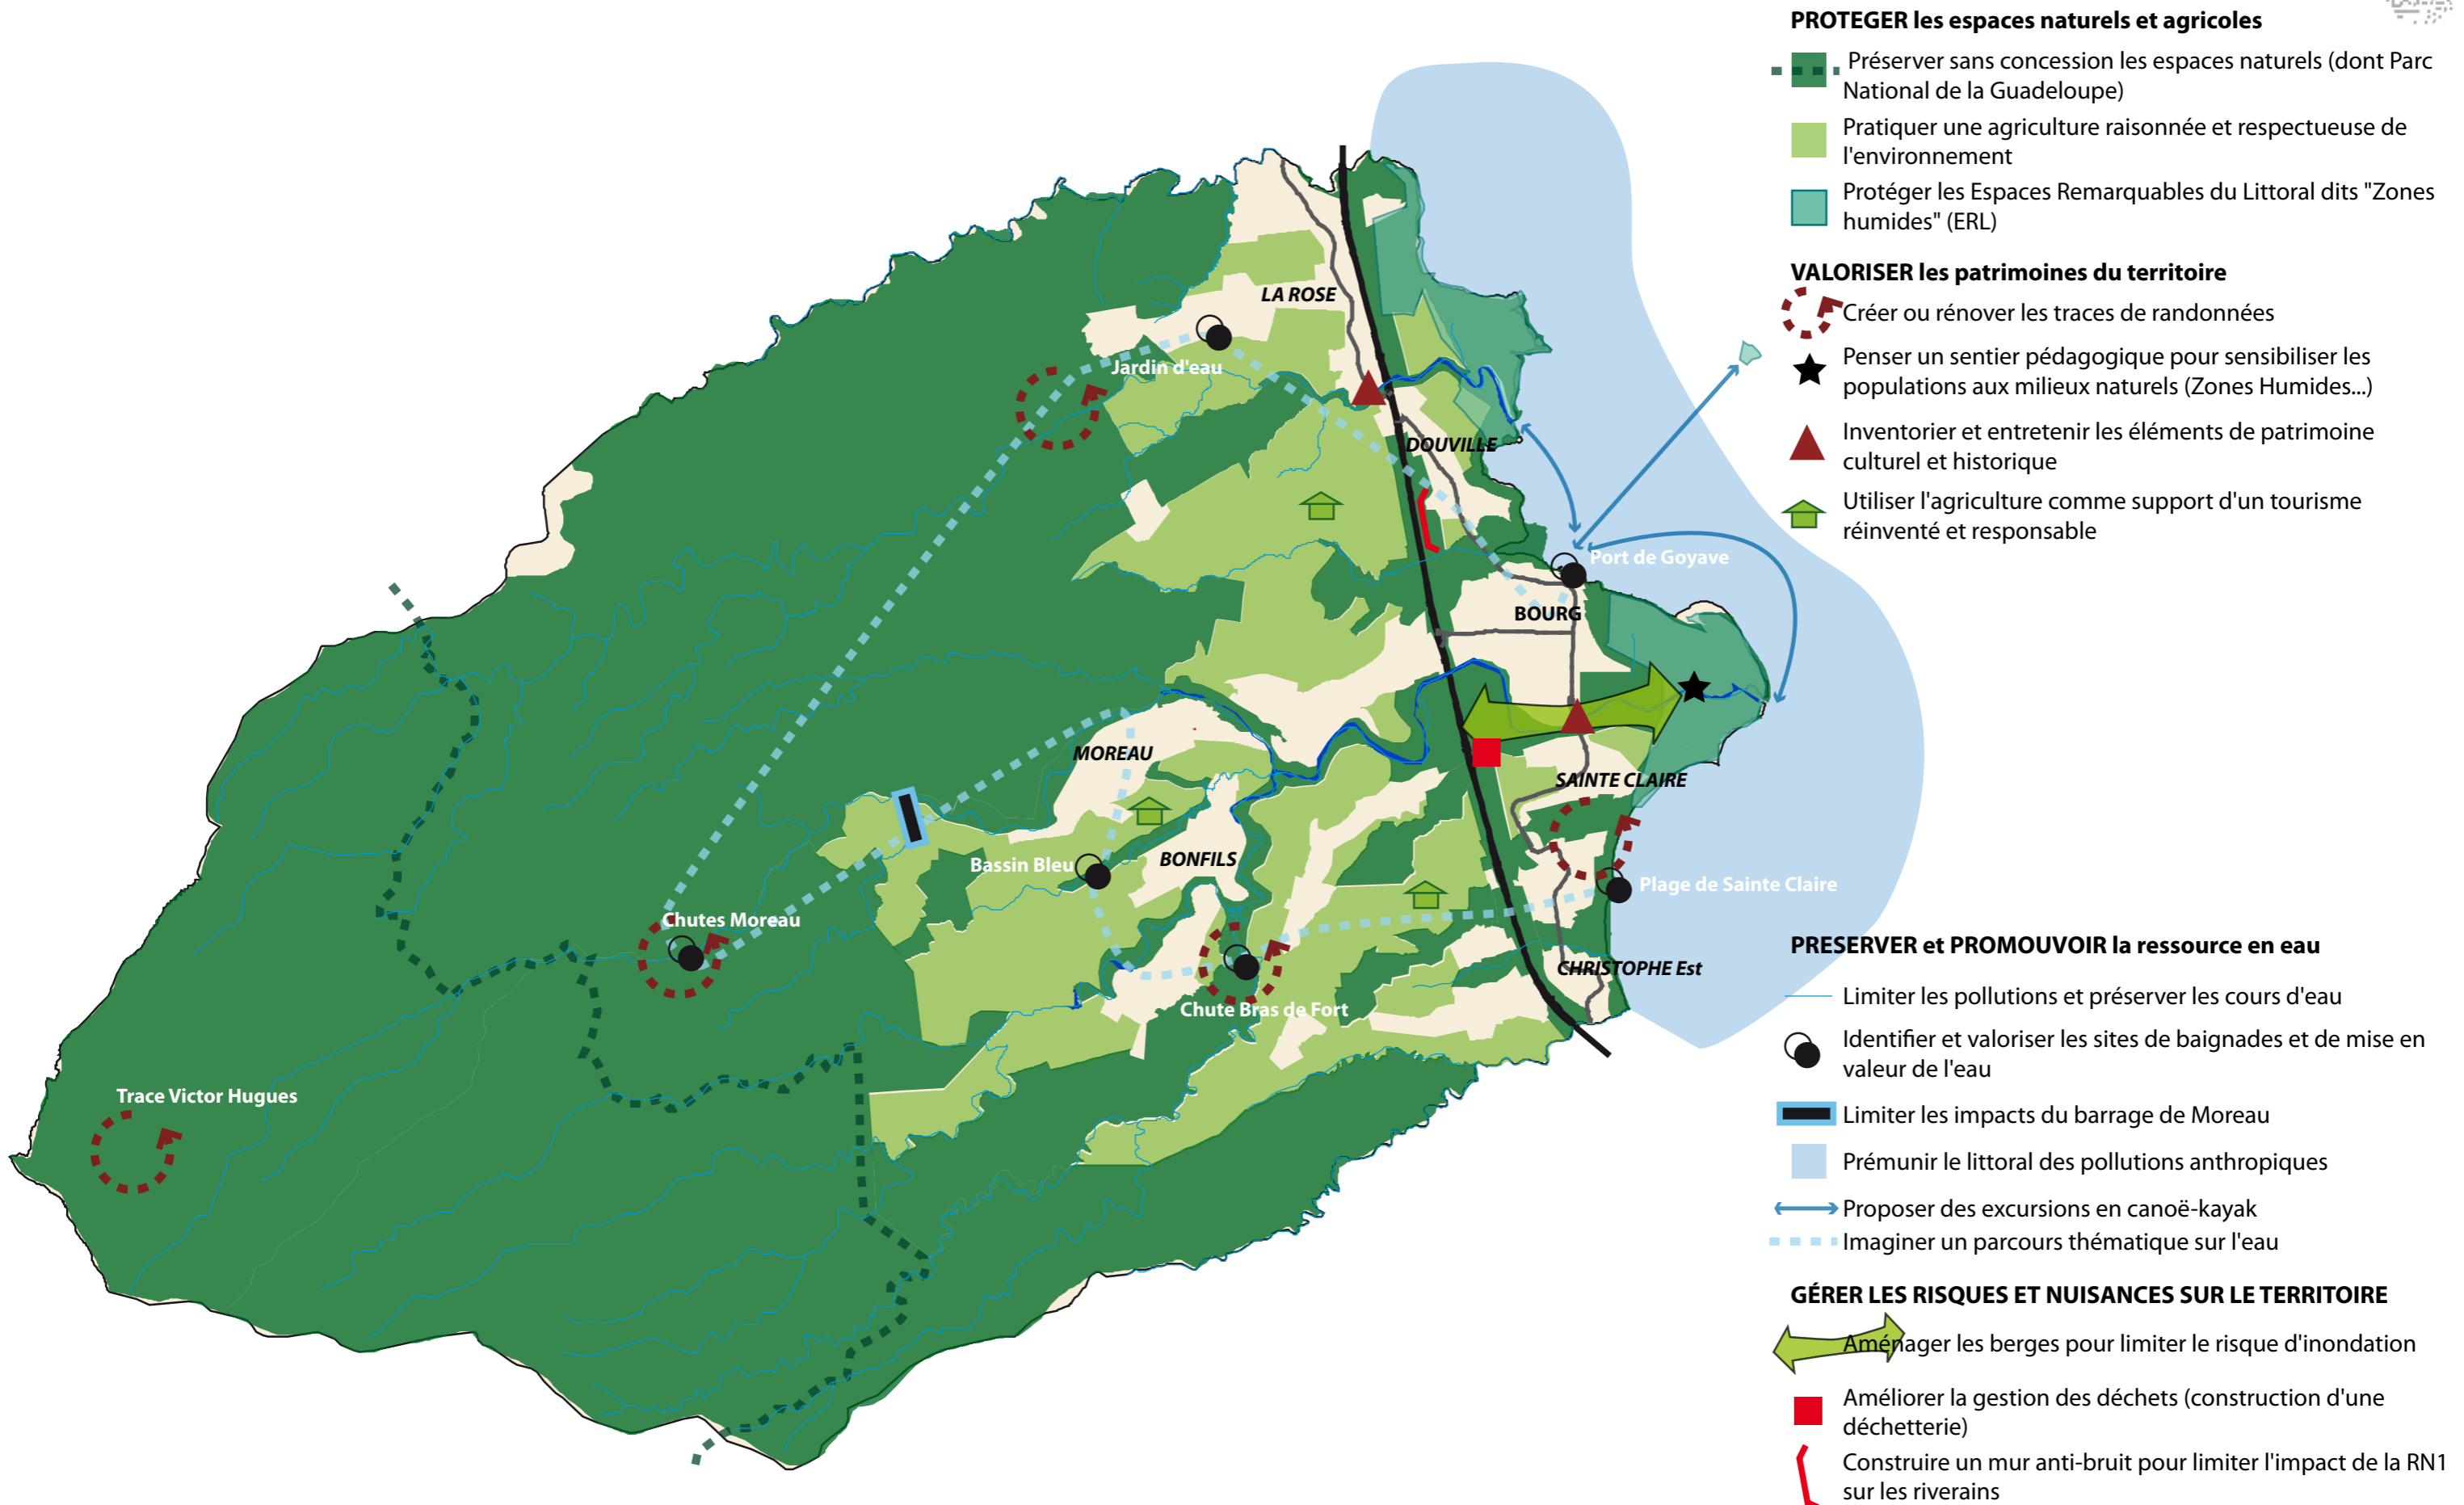 PROTEGER les espaces naturels et agricoles
Préserver sans concession les espaces naturels (dont Parc
National de la Guadeloupe)
Pratiquer une agriculture raisonnée et respectueuse de
l'environnement
Protéger les Espaces Remarquables du Littoral dits "Zones
humides" (ERL)
VALORISER les patrimoines du territoire
Créer ou rénover les traces de randonnées
Penser un sentier pédagogique pour sensibiliser les
populations aux milieux naturels (Zones Humides...)
Inventorier et entretenir les éléments de patrimoine
culturel et historique
Utiliser l'agriculture comme support d'un tourisme
réinventé et responsable
LA ROSE
Jardin d'eau
DOUVILLE
Port de Goyave
BOURG
MOREAU
SAINTE CLAIRE
Bassin Bleu
BONFILS
Plage de Sainte Claire
Chutes Moreau
CHRISTOPHE Est
Chute Bras de Fort
Trace Victor Hugues
PRESERVER et PROMOUVOIR la ressource en eau
Limiter les pollutions et préserver les cours d'eau
Identifier et valoriser les sites de baignades et de mise en
valeur de l'eau
Limiter les impacts du barrage de Moreau
Prémunir le littoral des pollutions anthropiques
Proposer des excursions en canoë-kayak
Imaginer un parcours thématique sur l'eau
GÉRER LES RISQUES ET NUISANCES SUR LE TERRITOIRE
Aménager les berges pour limiter le risque d'inondation
Améliorer la gestion des déchets (construction d'une
déchetterie)
Construire un mur anti-bruit pour limiter l'impact de la RN1
sur les riverains